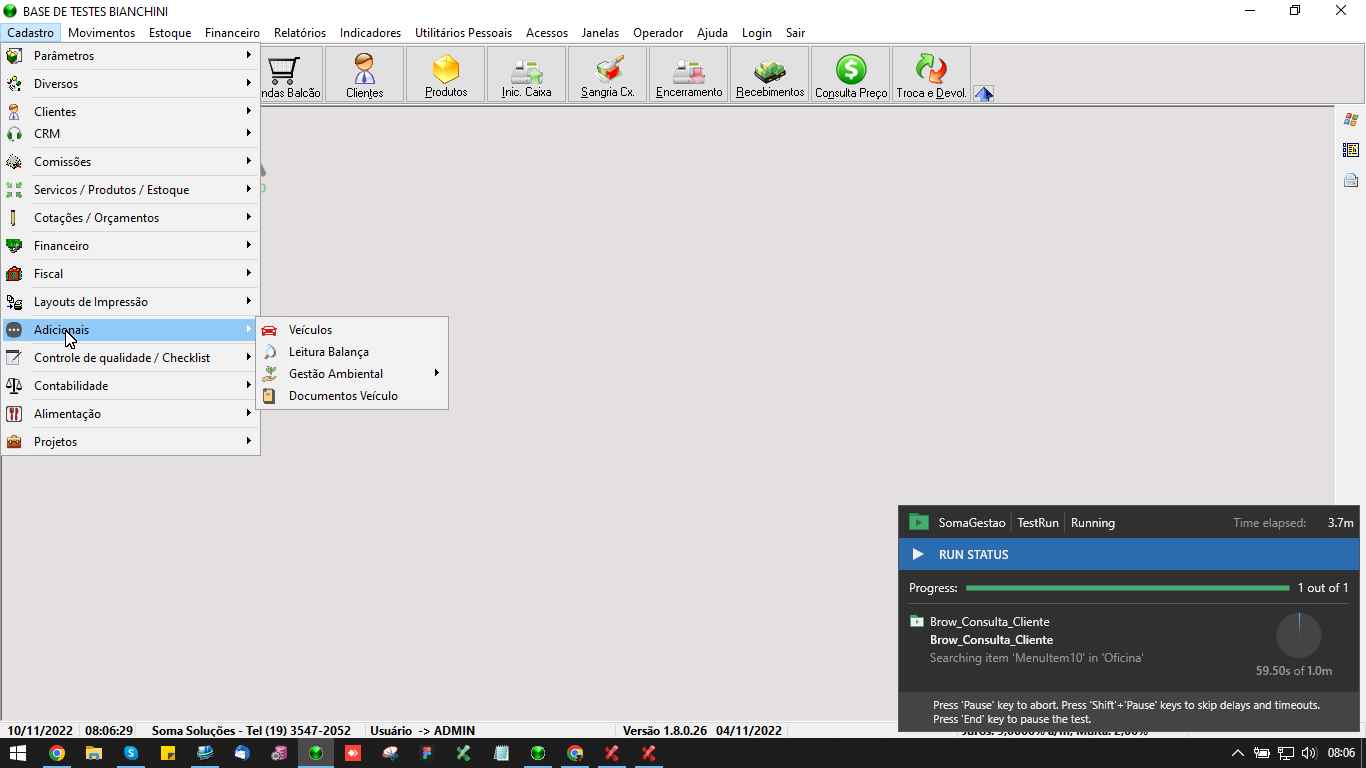 BASE DE TESTES BIANCHINI
Cadastro Movimentos Estoque Financeiro Relatórios Indicadores Utilitários Pessoais Acessos Janelas Operador Ajuda Login Sair
ndas Balcão Clientes Produtos Inic. Caixa Sangria Cx. Encerramento Recebimentos Consulta Preço Troca e Devol.
Parâmetros
Diversos
Clientes
CRM
Comissões
Servicos / Produtos / Estoque
Cotações / Orçamentos
Financeiro
Fiscal
Layouts de Impressão
Adicionais
Controle de qualidade / Checklist
Contabilidade
Alimentação
Projetos
Veículos
Leitura Balança
Gestão Ambiental
Documentos Veículo
SomaGestao TestRun Running Time elapsed: 3.7m
RUN STATUS
Progress: 1 out of 1
Brow_Consulta_Cliente
Brow_Consulta_Cliente
Searching item 'MenuItem10' in 'Oficina'
59.50s of 1.0m
Press 'Pause' key to abort. Press 'Shift'+'Pause' keys to skip delays and timeouts.
Press 'End' key to pause the test.
10/11/2022 08:06:29 Soma Soluções - Tel (19) 3547-2052 Usuário -> ADMIN Versão 1.8.0.26 04/11/2022
08:06